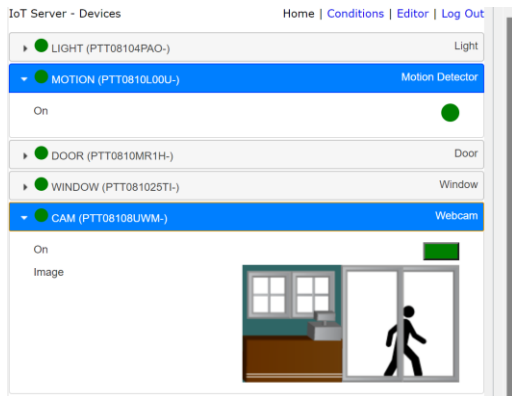 IoT Server - Devices Home | Conditions | Editor | Log Out
LIGHT (PTT08104PAO-) Light
MOTION (PTT0810L00U-) Motion Detector
On
DOOR (PTT0810MR1H-) Door
WINDOW (PTT081025TI-) Window
CAM (PTT08108UWM-) Webcam
On
Image